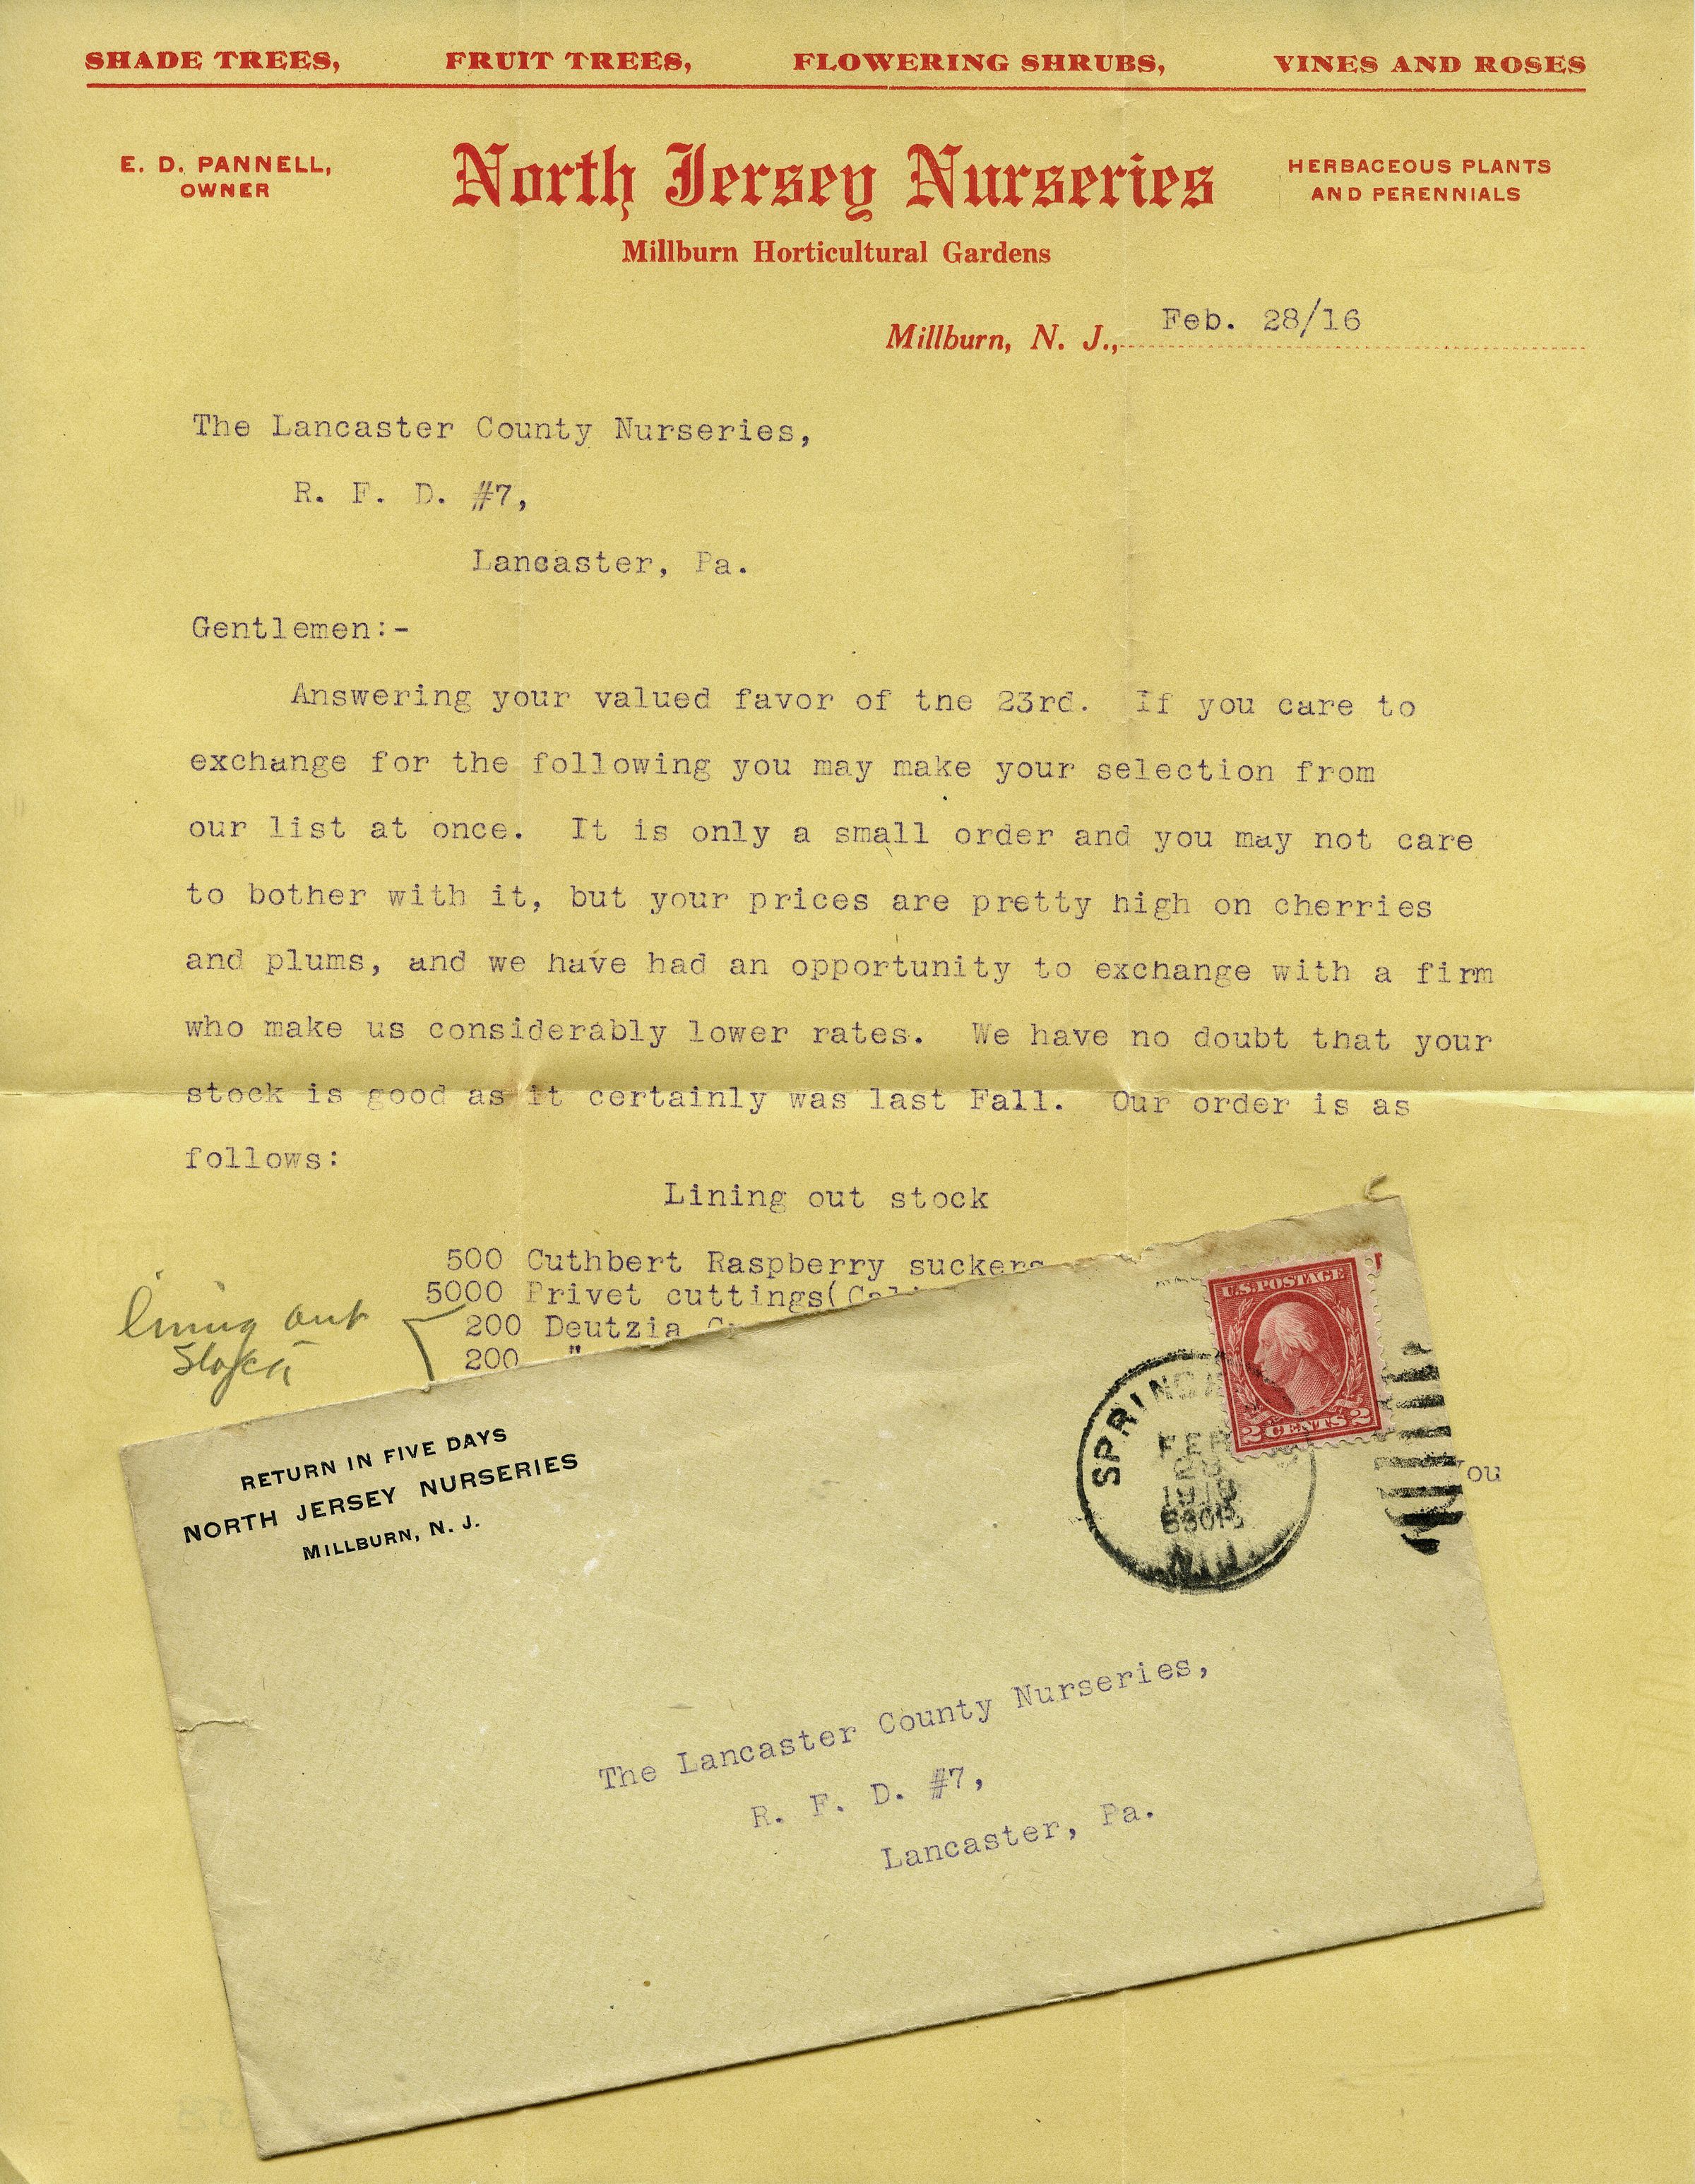 SHADE TREES, FRUIT TREES, FLOWERING SHRUBS, VINES AND ROSES
E. D. PANNELL,
OWNER
North Jersey Nurseries
Millburn Horticultural Gardens
HERBACEOUS PLANTS
AND PERENNIALS
Millburn, N. J., Feb. 28/16
The Lancaster County Nurseries,
R. F. D. #7,
Lancaster, Pa.
Gentlemen:-
Answering your valued favor of tne 23rd. If you care to
exchange for the following you may make your selection from
our list at once. It is only a small order and you may not care
to bother with it, but your prices are pretty high on cherries
and plums, and we have had an opportunity to exchange with a firm
who make us considerably lower rates. We have no doubt that your
stock is good as it certainly was last Fall. Our order is as
follows:
Lining out stock
500 Cuthbert Raspberry suckers
5000 Privet cuttings(
200 Deutzia
200 "
lining out
stock
ou
U.S. POSTAGE
2 CENTS 2
FEB
RETURN IN FIVE DAYS
NORTH JERSEY NURSERIES
MILLBURN, N. J.
The Lancaster County Nurseries,
R. F. D. #7,
Lancaster, Pa.